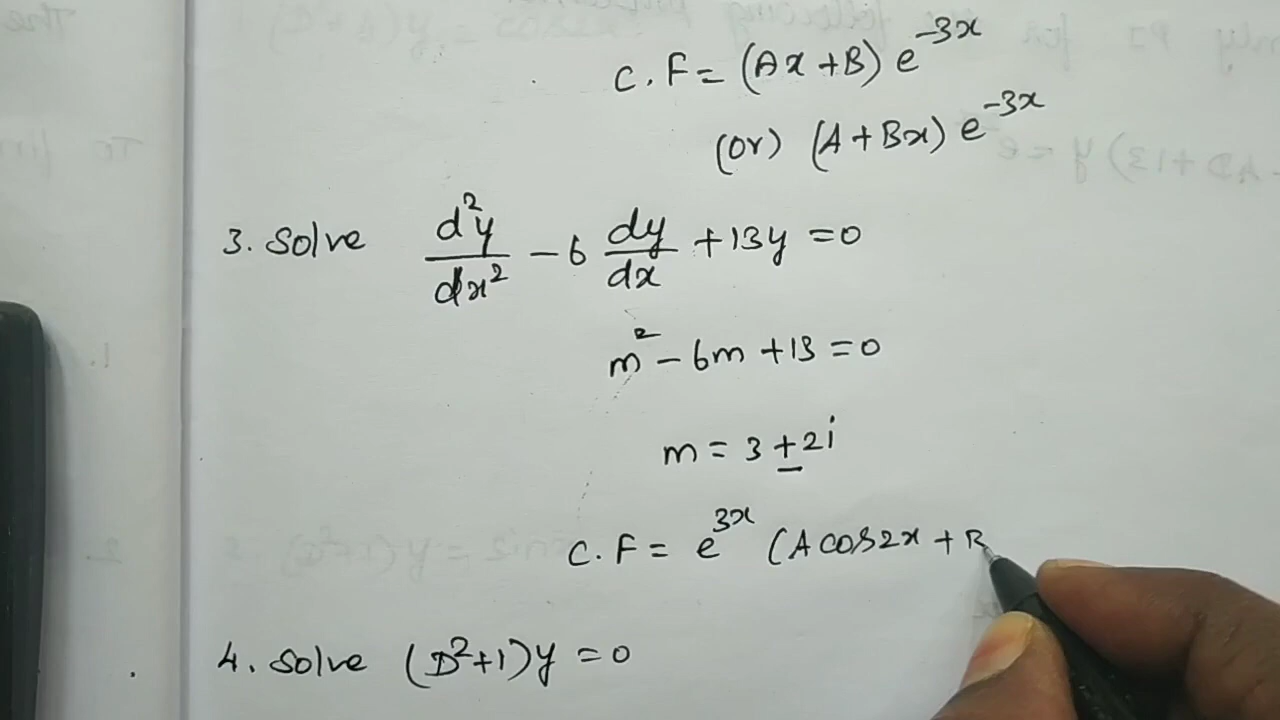 C.F = (Ax + B) e^{-3x}
(or) (A + Bx) e^{-3x}
3. Solve d²y/dx² - 6 dy/dx + 13y = 0
m² - 6m + 13 = 0
m = 3 ± 2i
C.F = e^{3x} (A cos2x + B
4. Solve (D²+1)y = 0